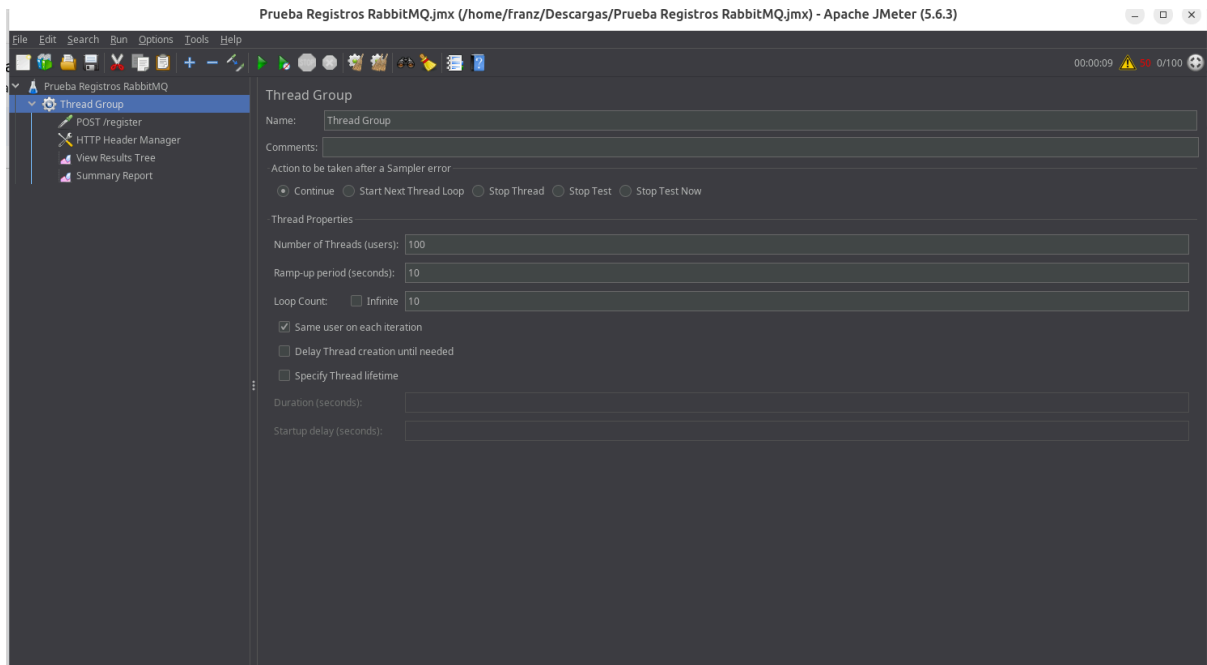 Prueba Registros RabbitMQ.jmx (/home/franz/Descargas/Prueba Registros RabbitMQ.jmx) - Apache JMeter (5.6.3)
File Edit Search Run Options Tools Help
00:00:09 0/100
Prueba Registros RabbitMQ
Thread Group
POST /register
HTTP Header Manager
View Results Tree
Summary Report
Thread Group
Name: Thread Group
Comments:
Action to be taken after a Sampler error
Continue Start Next Thread Loop Stop Thread Stop Test Stop Test Now
Thread Properties
Number of Threads (users): 100
Ramp-up period (seconds): 10
Loop Count: Infinite 10
Same user on each iteration
Delay Thread creation until needed
Specify Thread lifetime
Duration (seconds):
Startup delay (seconds):